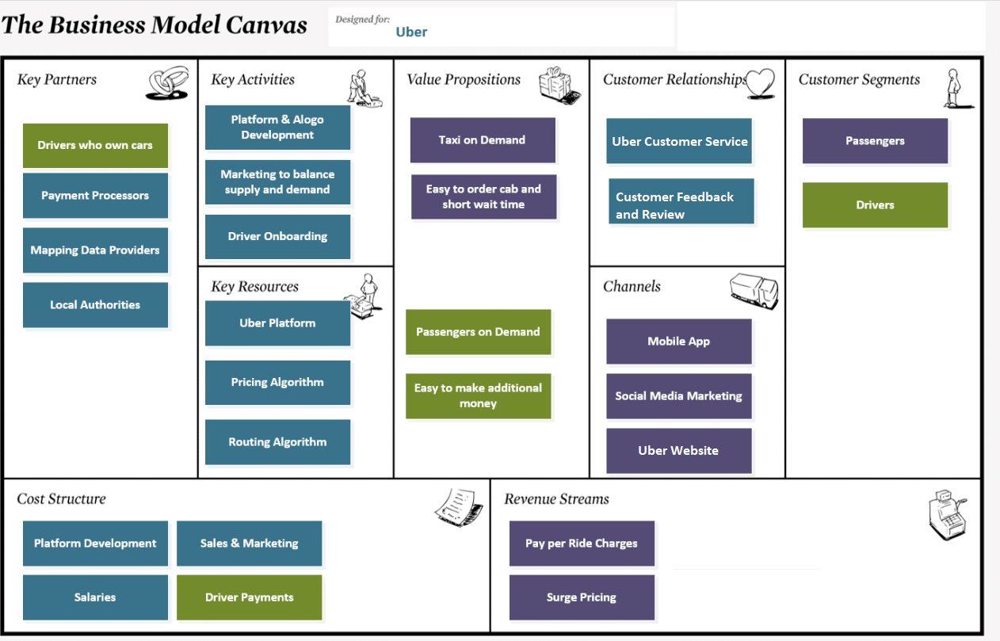 The Business Model Canvas
Designed for:
Uber
Key Partners
Drivers who own cars
Payment Processors
Mapping Data Providers
Local Authorities
Key Activities
Platform & Alogo
Development
Marketing to balance
supply and demand
Driver Onboarding
Key Resources
Uber Platform
Pricing Algorithm
Routing Algorithm
Value Propositions
Taxi on Demand
Easy to order cab and
short wait time
Passengers on Demand
Easy to make additional
money
Customer Relationships
Uber Customer Service
Customer Feedback
and Review
Channels
Mobile App
Social Media Marketing
Uber Website
Customer Segments
Passengers
Drivers
Cost Structure
Platform Development
Sales & Marketing
Salaries
Driver Payments
Revenue Streams
Pay per Ride Charges
Surge Pricing